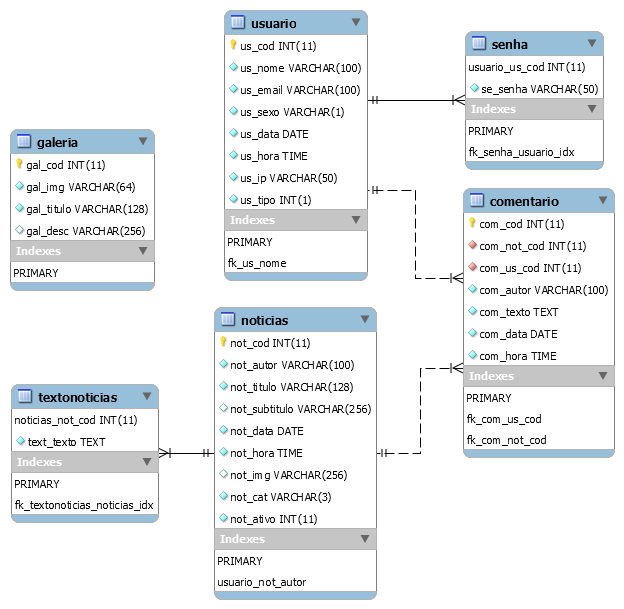 usuario
us_cod INT(11)
us_nome VARCHAR(100)
us_email VARCHAR(100)
us_sexo VARCHAR(1)
us_data DATE
us_hora TIME
us_ip VARCHAR(50)
us_tipo INT(1)
Indexes
PRIMARY
fk_us_nome
senha
usuario_us_cod INT(11)
se_senha VARCHAR(50)
Indexes
PRIMARY
fk_senha_usuario_idx
galeria
gal_cod INT(11)
gal_img VARCHAR(64)
gal_titulo VARCHAR(128)
gal_desc VARCHAR(256)
Indexes
PRIMARY
comentario
com_cod INT(11)
com_not_cod INT(11)
com_us_cod INT(11)
com_autor VARCHAR(100)
com_texto TEXT
com_data DATE
com_hora TIME
Indexes
PRIMARY
fk_com_us_cod
fk_com_not_cod
noticias
not_cod INT(11)
not_autor VARCHAR(100)
not_titulo VARCHAR(128)
not_subtitulo VARCHAR(256)
not_data DATE
not_hora TIME
not_img VARCHAR(256)
not_cat VARCHAR(3)
not_ativo INT(11)
Indexes
PRIMARY
usuario_not_autor
textonoticias
noticias_not_cod INT(11)
text_texto TEXT
Indexes
PRIMARY
fk_textonoticias_noticias_idx